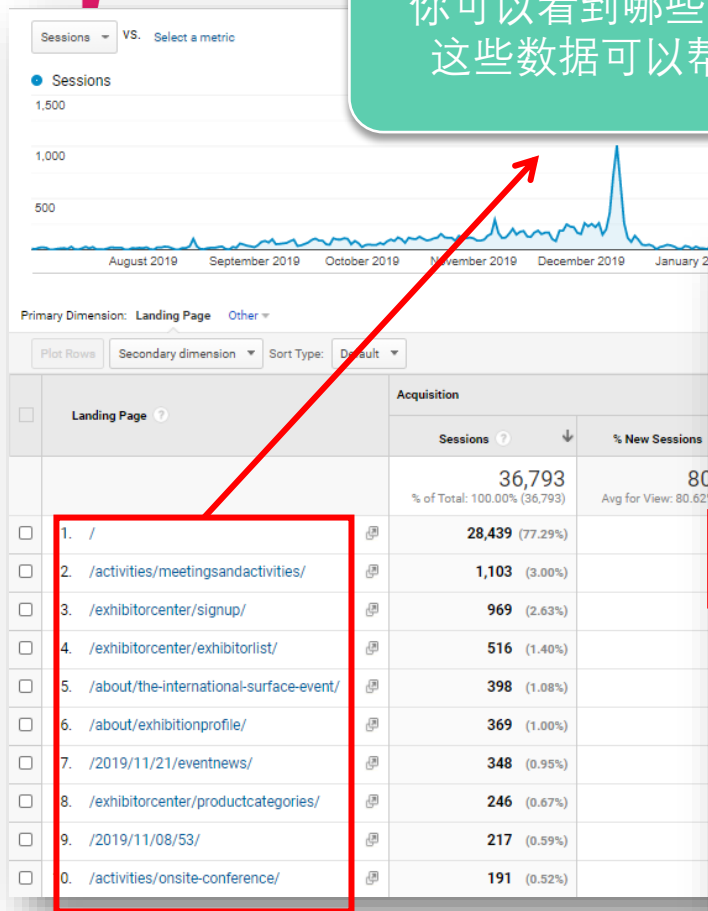 你可以看到哪些
这些数据可以帮
Sessions VS. Select a metric
Sessions
1,500
1,000
500
August 2019 September 2019 October 2019 November 2019 December 2019 January 2
Primary Dimension: Landing Page Other
Plot Rows Secondary dimension Sort Type: Default
Acquisition
Landing Page ?
Sessions ? % New Sessions
36,793 80
% of Total: 100.00% (36,793) Avg for View: 80.62
1. / 28,439 (77.29%)
2. /activities/meetingsandactivities/ 1,103 (3.00%)
3. /exhibitorcenter/signup/ 969 (2.63%)
4. /exhibitorcenter/exhibitorlist/ 516 (1.40%)
5. /about/the-international-surface-event/ 398 (1.08%)
6. /about/exhibitionprofile/ 369 (1.00%)
7. /2019/11/21/eventnews/ 348 (0.95%)
8. /exhibitorcenter/productcategories/ 246 (0.67%)
9. /2019/11/08/53/ 217 (0.59%)
10. /activities/onsite-conference/ 191 (0.52%)